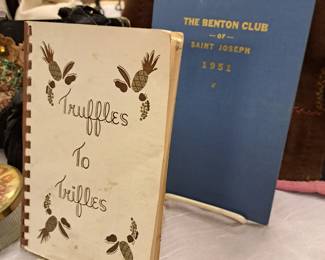 Truffles
To
Trifles
THE BENTON CLUB
OF
SAINT JOSEPH
1951